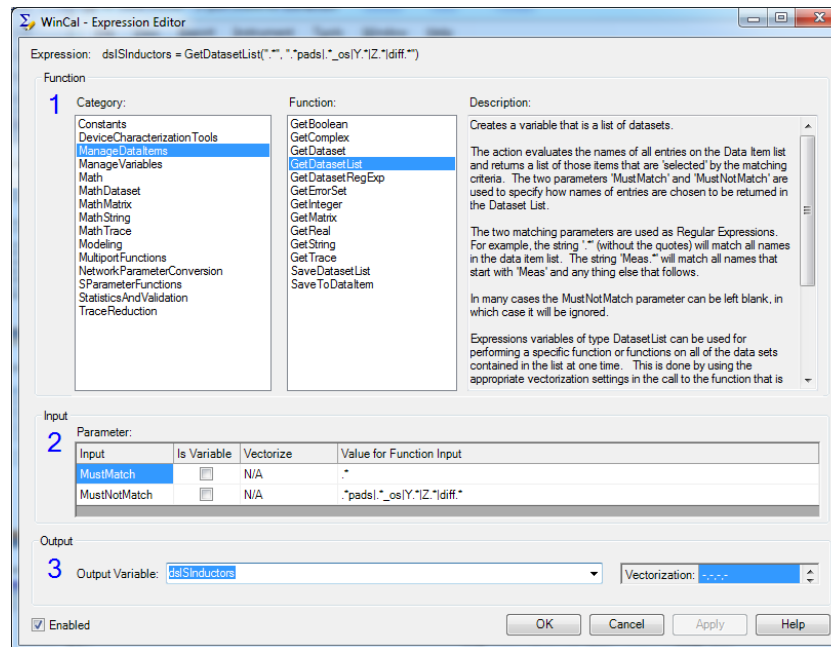 WinCal - Expression Editor
Expression: dslSInductors = GetDatasetList(".*", ".*pads|.*_os|Y.*|Z.*|diff.*")
Function
1
Category:
Constants
DeviceCharacterizationTools
ManageDataItems
ManageVariables
Math
MathDataset
MathMatrix
MathString
MathTrace
Modeling
MultiportFunctions
NetworkParameterConversion
SParameterFunctions
StatisticsAndValidation
TraceReduction
Function:
GetBoolean
GetComplex
GetDataset
GetDatasetList
GetDatasetRegExp
GetErrorSet
GetInteger
GetMatrix
GetReal
GetString
GetTrace
SaveDatasetList
SaveToDataItem
Description:
Creates a variable that is a list of datasets.
The action evaluates the names of all entries on the Data Item list
and returns a list of those items that are 'selected' by the matching
criteria. The two parameters 'MustMatch' and 'MustNotMatch' are
used to specify how names of entries are chosen to be returned in
the Dataset List.
The two matching parameters are used as Regular Expressions.
For example, the string '.*' (without the quotes) will match all names
in the data item list. The string 'Meas.*' will match all names that
start with 'Meas' and any thing else that follows.
In many cases the MustNotMatch parameter can be left blank, in
which case it will be ignored.
Expressions variables of type DatasetList can be used for
performing a specific function or functions on all of the data sets
contained in the list at one time. This is done by using the
appropriate vectorization settings in the call to the function that is
Input
2
Parameter:
Input Is Variable Vectorize Value for Function Input
MustMatch N/A .*
MustNotMatch N/A .*pads|.*_os|Y.*|Z.*|diff.*
Output
3
Output Variable: dslSInductors Vectorization: -.-.-.-
Enabled OK Cancel Apply Help